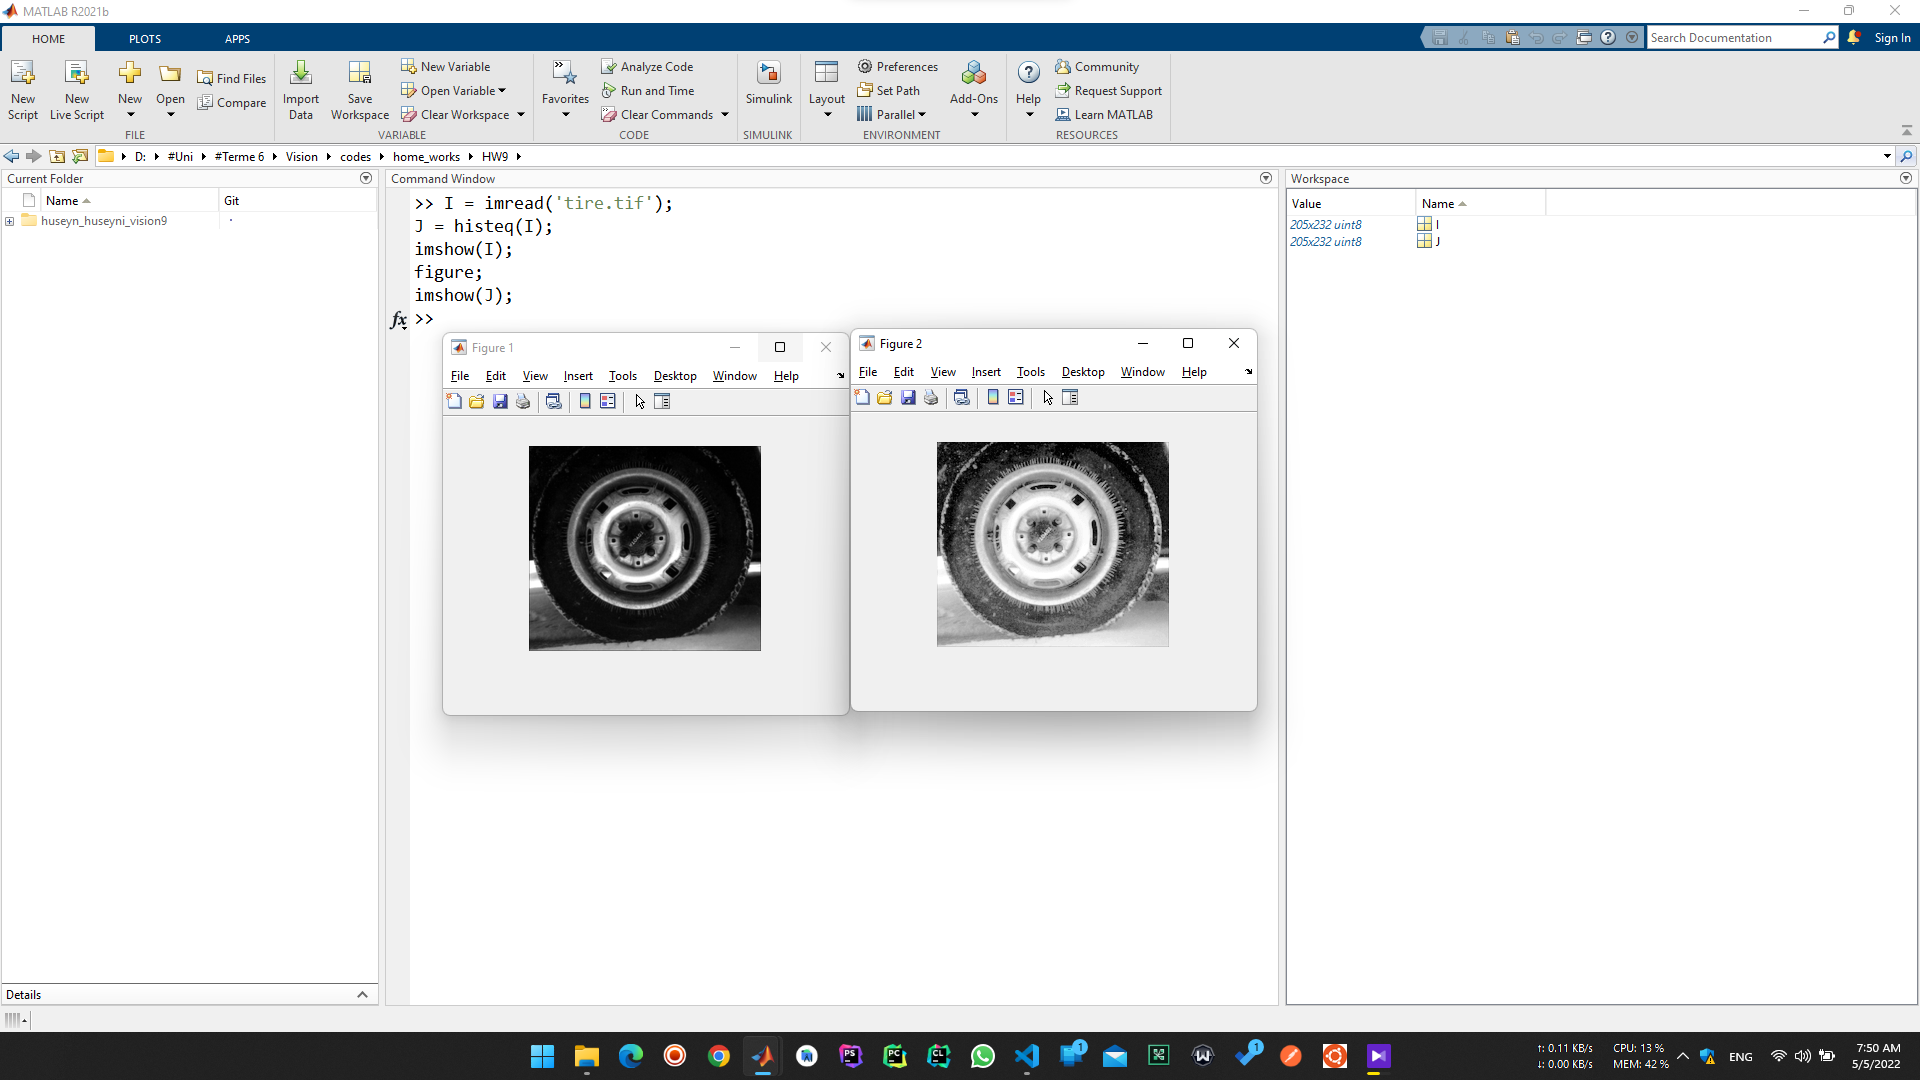 MATLAB R2021b
HOME PLOTS APPS
Search Documentation
Sign In
New Script
New Live Script
New
Open
Find Files
Compare
FILE
Import Data
Save Workspace
New Variable
Open Variable
Clear Workspace
VARIABLE
Favorites
Analyze Code
Run and Time
Clear Commands
CODE
Simulink
SIMULINK
Layout
Preferences
Set Path
Parallel
Add-Ons
ENVIRONMENT
Help
Community
Request Support
Learn MATLAB
RESOURCES
D: #Uni #Terme 6 Vision codes home_works HW9
Current Folder
Name Git
huseyn_huseyni_vision9
Details
Command Window
>> I = imread('tire.tif');
J = histeq(I);
imshow(I);
figure;
imshow(J);
fx >>
Figure 1
File Edit View Insert Tools Desktop Window Help
Figure 2
File Edit View Insert Tools Desktop Window Help
Workspace
Value Name
205x232 uint8 I
205x232 uint8 J
PS
PC
CL
1
1
↑: 0.11 KB/s
↓: 0.00 KB/s
CPU: 13 %
MEM: 42 %
ENG
7:50 AM
5/5/2022